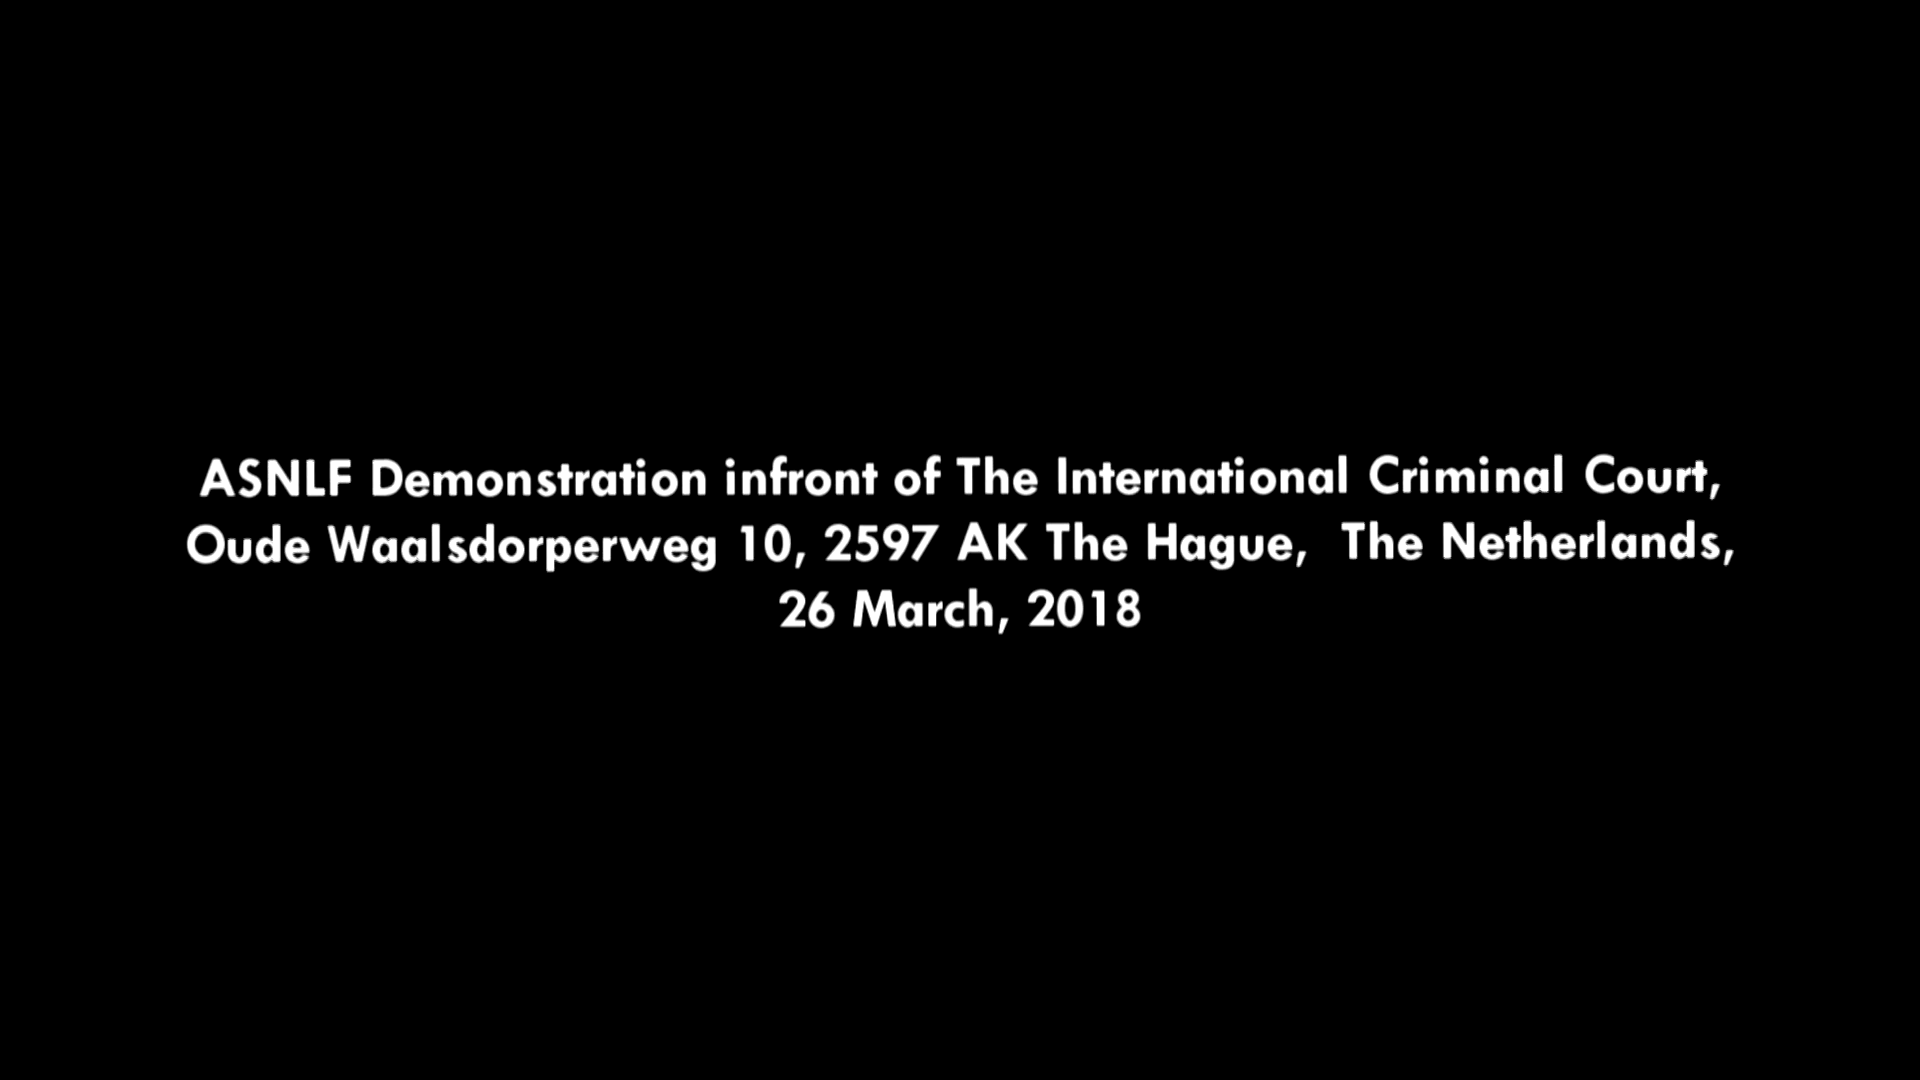 ASNLF Demonstration infront of The International Criminal Court,
Oude Waalsdorperweg 10, 2597 AK The Hague,  The Netherlands,
26 March, 2018